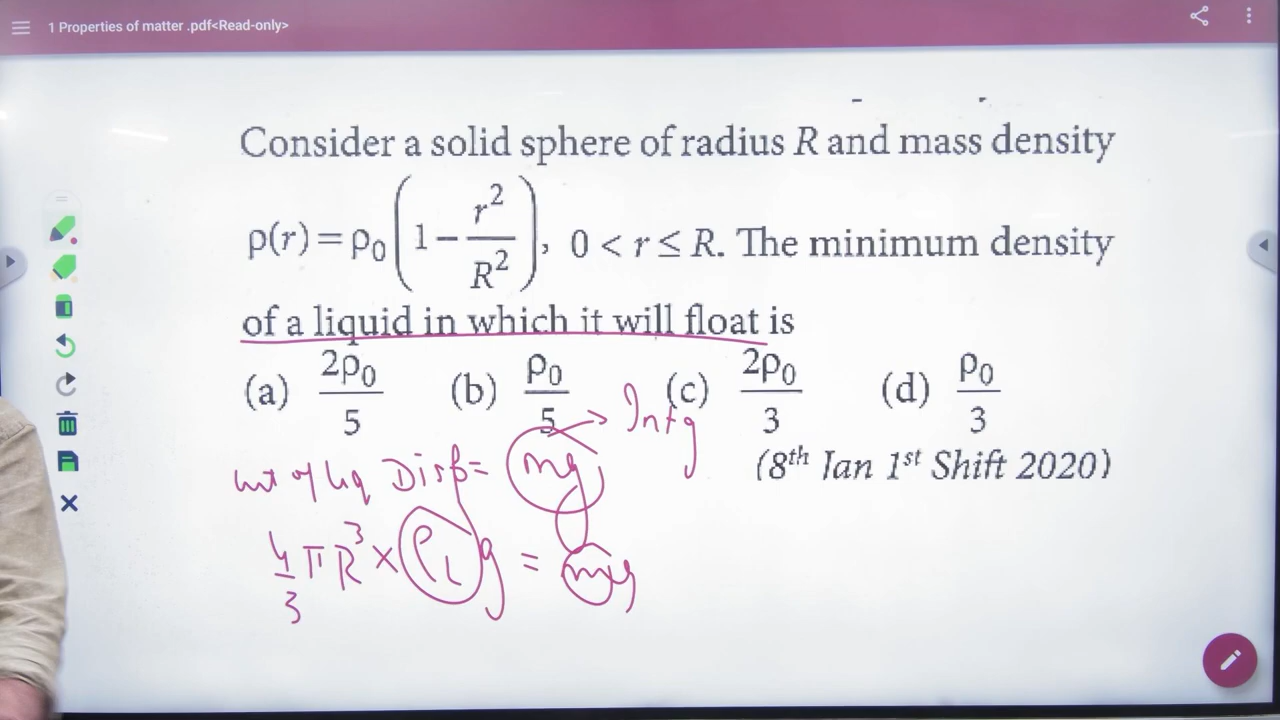 1 Properties of matter .pdf<Read-only>
Consider a solid sphere of radius R and mass density
ρ(r) = ρ₀(1 − r²/R²), 0 < r ≤ R. The minimum density
of a liquid in which it will float is
(a) 2ρ₀/5 (b) ρ₀/5 (c) 2ρ₀/3 (d) ρ₀/3
→ Intg
(8th Jan 1st Shift 2020)
wt of liq Disp = mg
4/3 πR³ × ρL g = mg